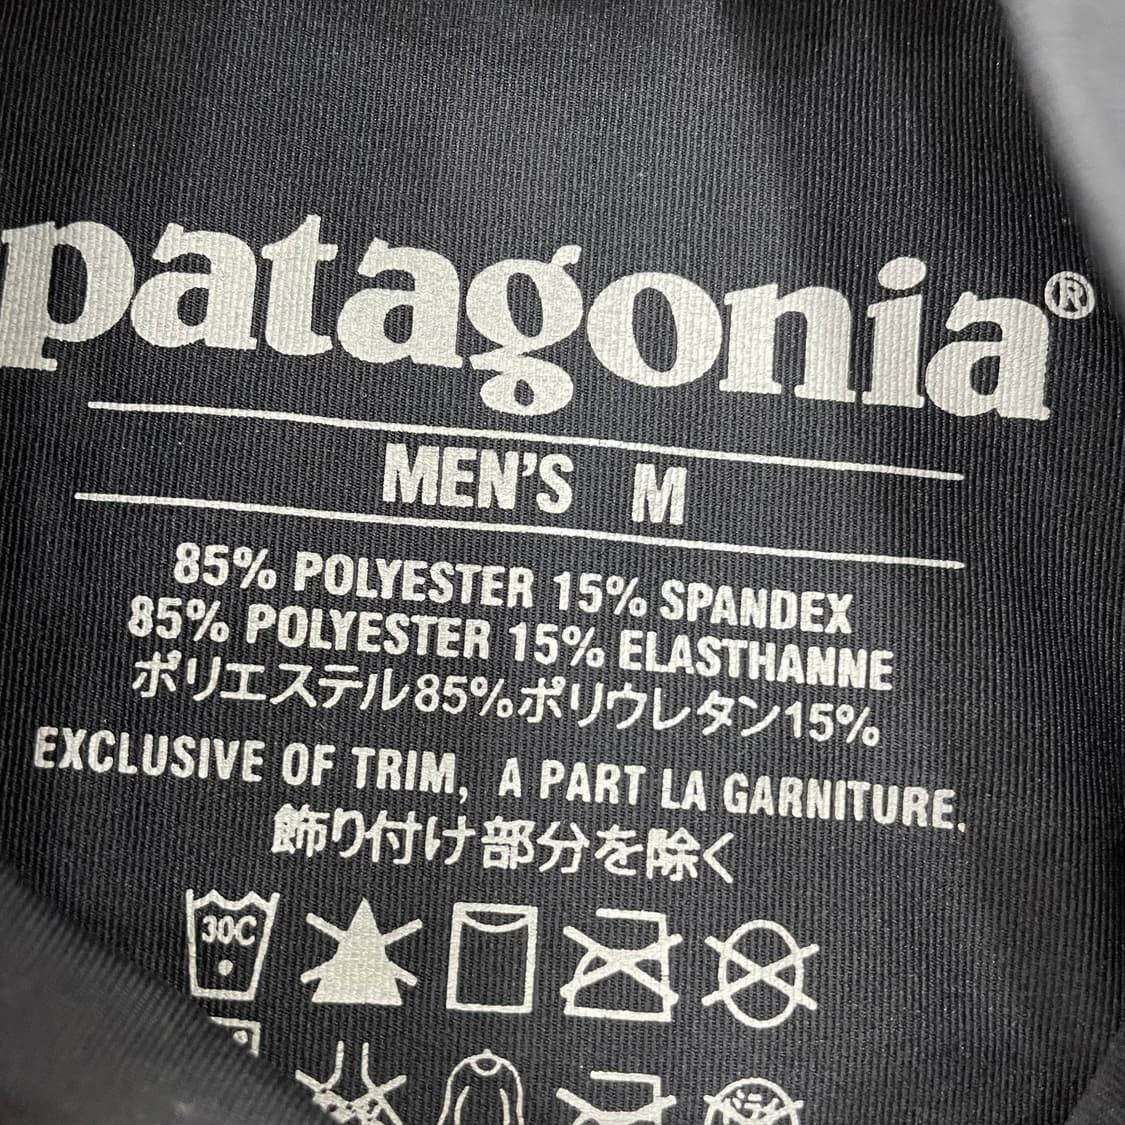 patagonia®
MEN'S M
85% POLYESTER 15% SPANDEX
85% POLYESTER 15% ELASTHANNE
ポリエステル85%ポリウレタン15%
EXCLUSIVE OF TRIM, A PART LA GARNITURE.
飾り付け部分を除く
30C